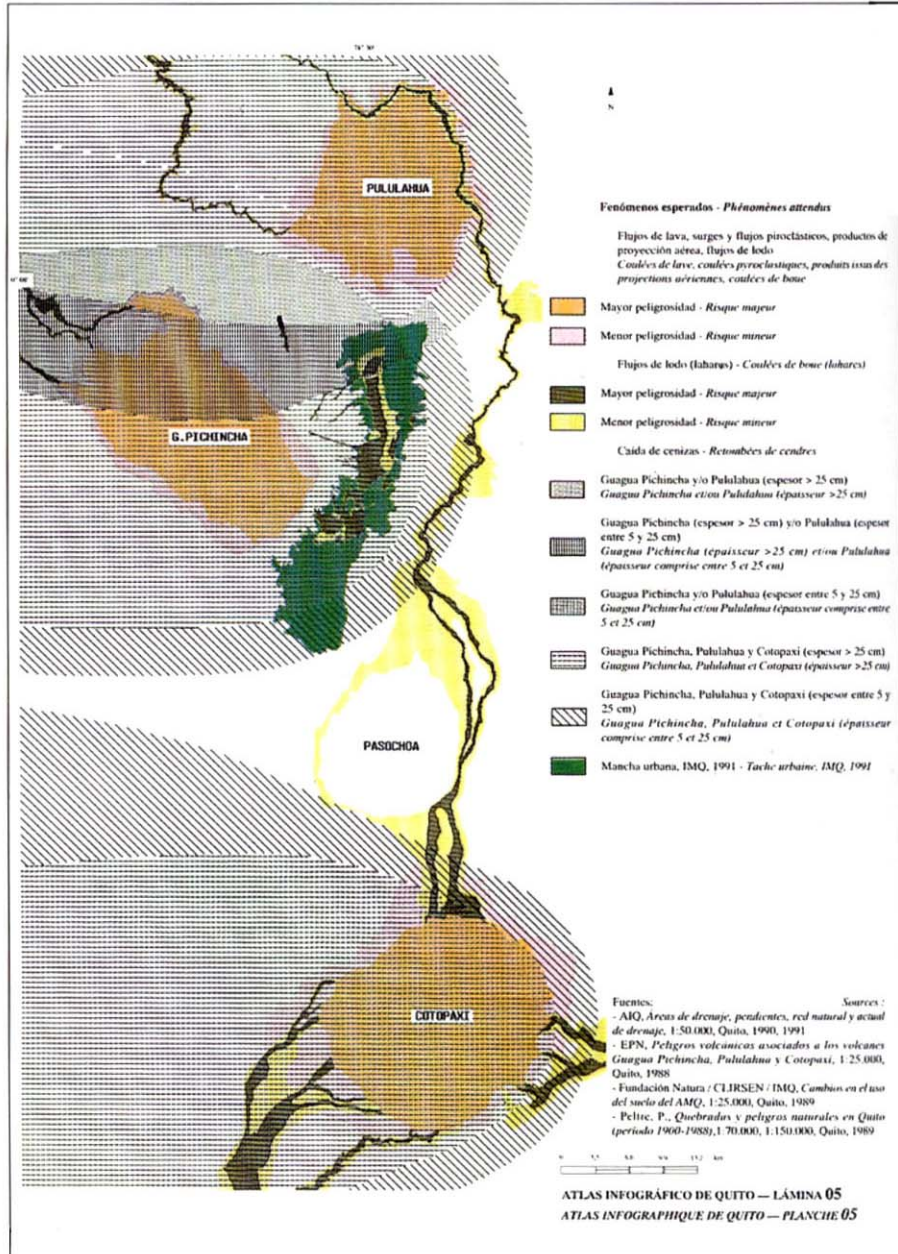 78° 30'
N
PULULAHUA
0° 00'
G.PICHINCHA
PASOCHOA
COTOPAXI
Fenómenos esperados - Phénomènes attendus
Flujos de lava, surges y flujos piroclásticos, productos de
proyección aérea, flujos de lodo
Coulées de lave, coulées pyroclastiques, produits issus des
projections aériennes, coulées de boue
Mayor peligrosidad - Risque majeur
Menor peligrosidad - Risque mineur
Flujos de lodo (lahares) - Coulées de boue (lahares)
Mayor peligrosidad - Risque majeur
Menor peligrosidad - Risque mineur
Caída de cenizas - Retombées de cendres
Guagua Pichincha y/o Pululahua (espesor > 25 cm)
Guagua Pichincha et/ou Pululahua (épaisseur >25 cm)
Guagua Pichincha (espesor > 25 cm) y/o Pululahua (espesor
entre 5 y 25 cm)
Guagua Pichincha (épaisseur >25 cm) et/ou Pululahua
(épaisseur comprise entre 5 et 25 cm)
Guagua Pichincha y/o Pululahua (espesor entre 5 y 25 cm)
Guagua Pichincha et/ou Pululahua (épaisseur comprise entre
5 et 25 cm)
Guagua Pichincha, Pululahua y Cotopaxi (espesor > 25 cm)
Guagua Pichincha, Pululahua et Cotopaxi (épaisseur >25 cm)
Guagua Pichincha, Pululahua y Cotopaxi (espesor entre 5 y
25 cm)
Guagua Pichincha, Pululahua et Cotopaxi (épaisseur
comprise entre 5 et 25 cm)
Mancha urbana, IMQ, 1991 - Tache urbaine, IMQ, 1991
Fuentes: Sources :
- AIQ, Areas de drenaje, pendientes, red natural y actual
de drenaje, 1:50.000, Quito, 1990, 1991
- EPN, Peligros volcánicos asociados a los volcanes
Guagua Pichincha, Pululahua y Cotopaxi, 1:25.000,
Quito, 1988
- Fundación Natura / CLIRSEN / IMQ, Cambios en el uso
del suelo del AMQ, 1:25.000, Quito, 1989
- Peltre, P., Quebradas y peligros naturales en Quito
(período 1900-1988),1:70.000, 1:150.000, Quito, 1989
0 km
ATLAS INFOGRÁFICO DE QUITO — LÁMINA 05
ATLAS INFOGRAPHIQUE DE QUITO — PLANCHE 05